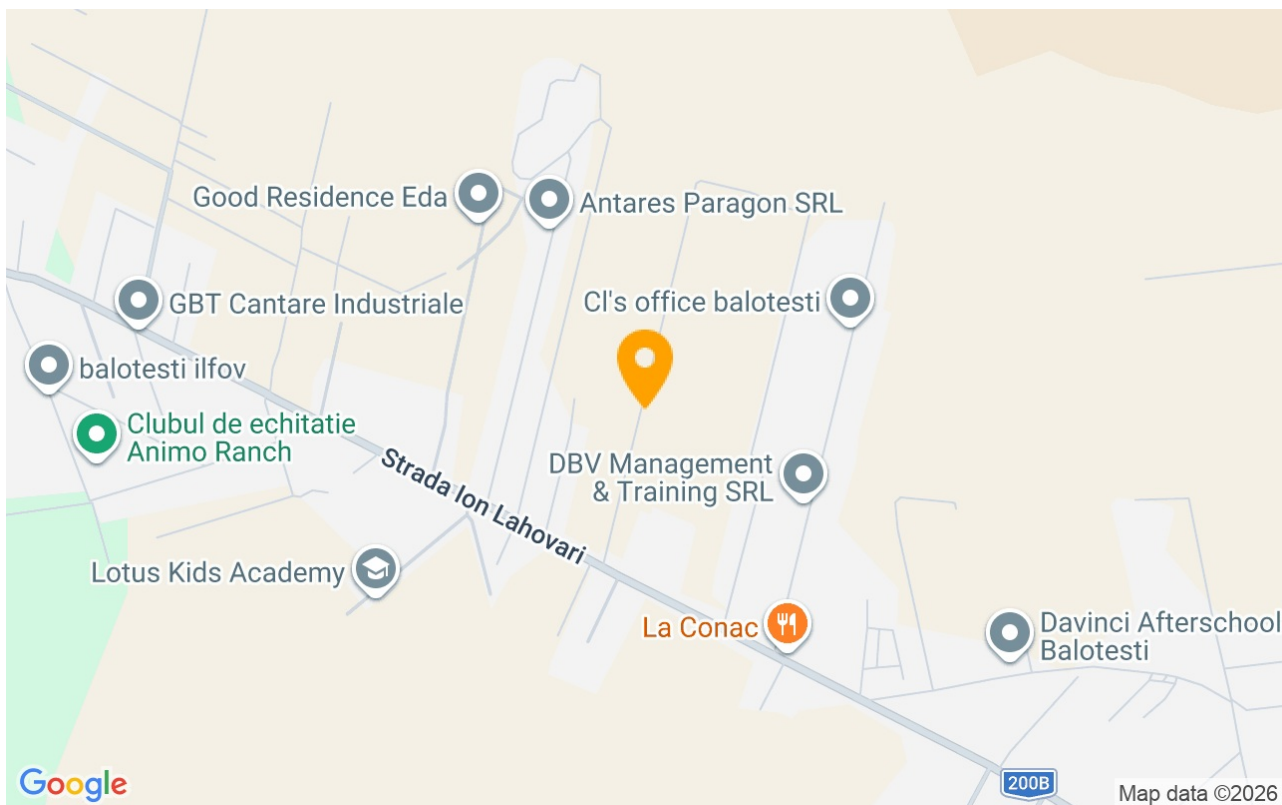 Good Residence Eda
Antares Paragon SRL
GBT Cantare Industriale
Cl's office balotesti
balotesti ilfov
Clubul de echitatie
Animo Ranch
Strada Ion Lahovari
DBV Management
& Training SRL
Lotus Kids Academy
La Conac
Davinci Afterschool
Balotesti
200B
Google
Map data ©2026